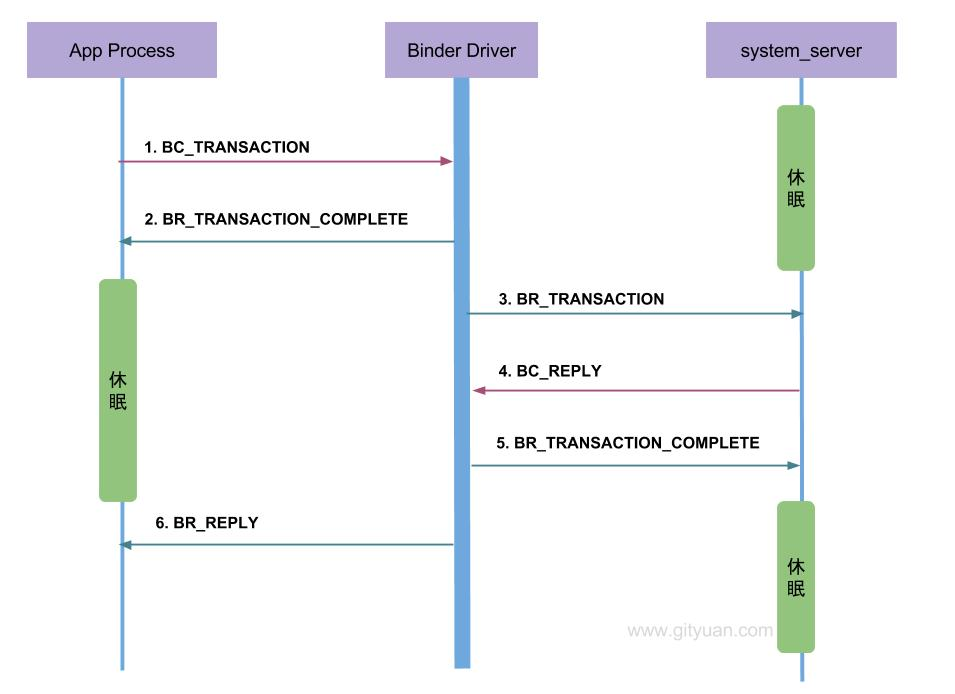 App Process
Binder Driver
system_server
1. BC_TRANSACTION
休
眠
2. BR_TRANSACTION_COMPLETE
3. BR_TRANSACTION
休
眠
4. BC_REPLY
5. BR_TRANSACTION_COMPLETE
6. BR_REPLY
休
眠
www.gityuan.com